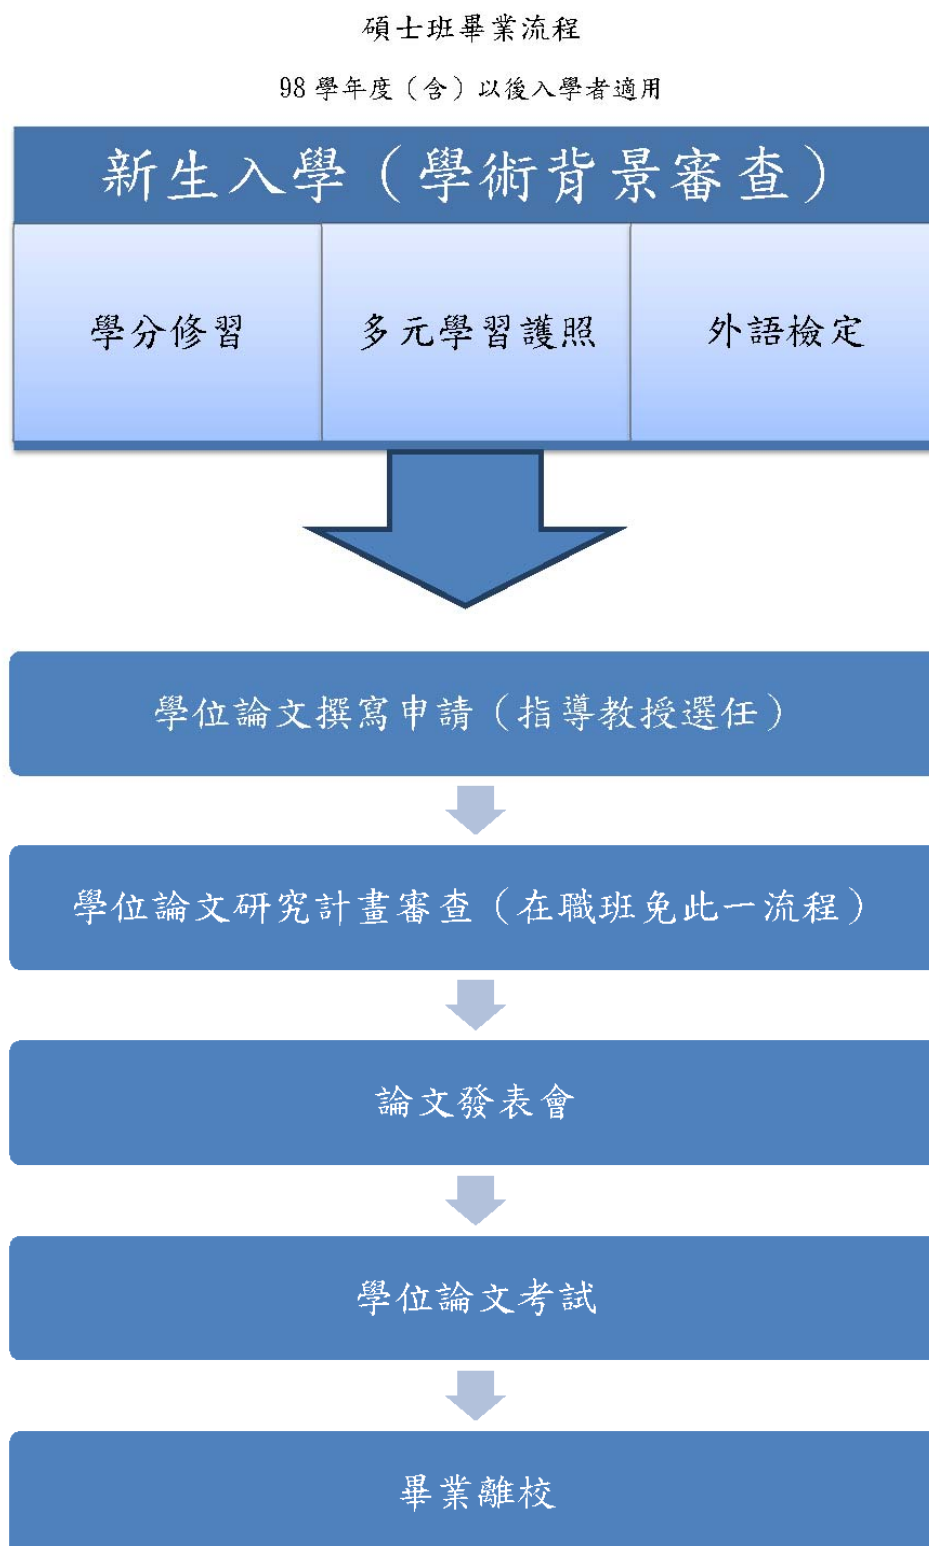 碩士班畢業流程
98 學年度（含）以後入學者適用
新生入學（學術背景審查）
學分修習
多元學習護照
外語檢定
學位論文撰寫申請（指導教授選任）
學位論文研究計畫審查（在職班免此一流程）
論文發表會
學位論文考試
畢業離校